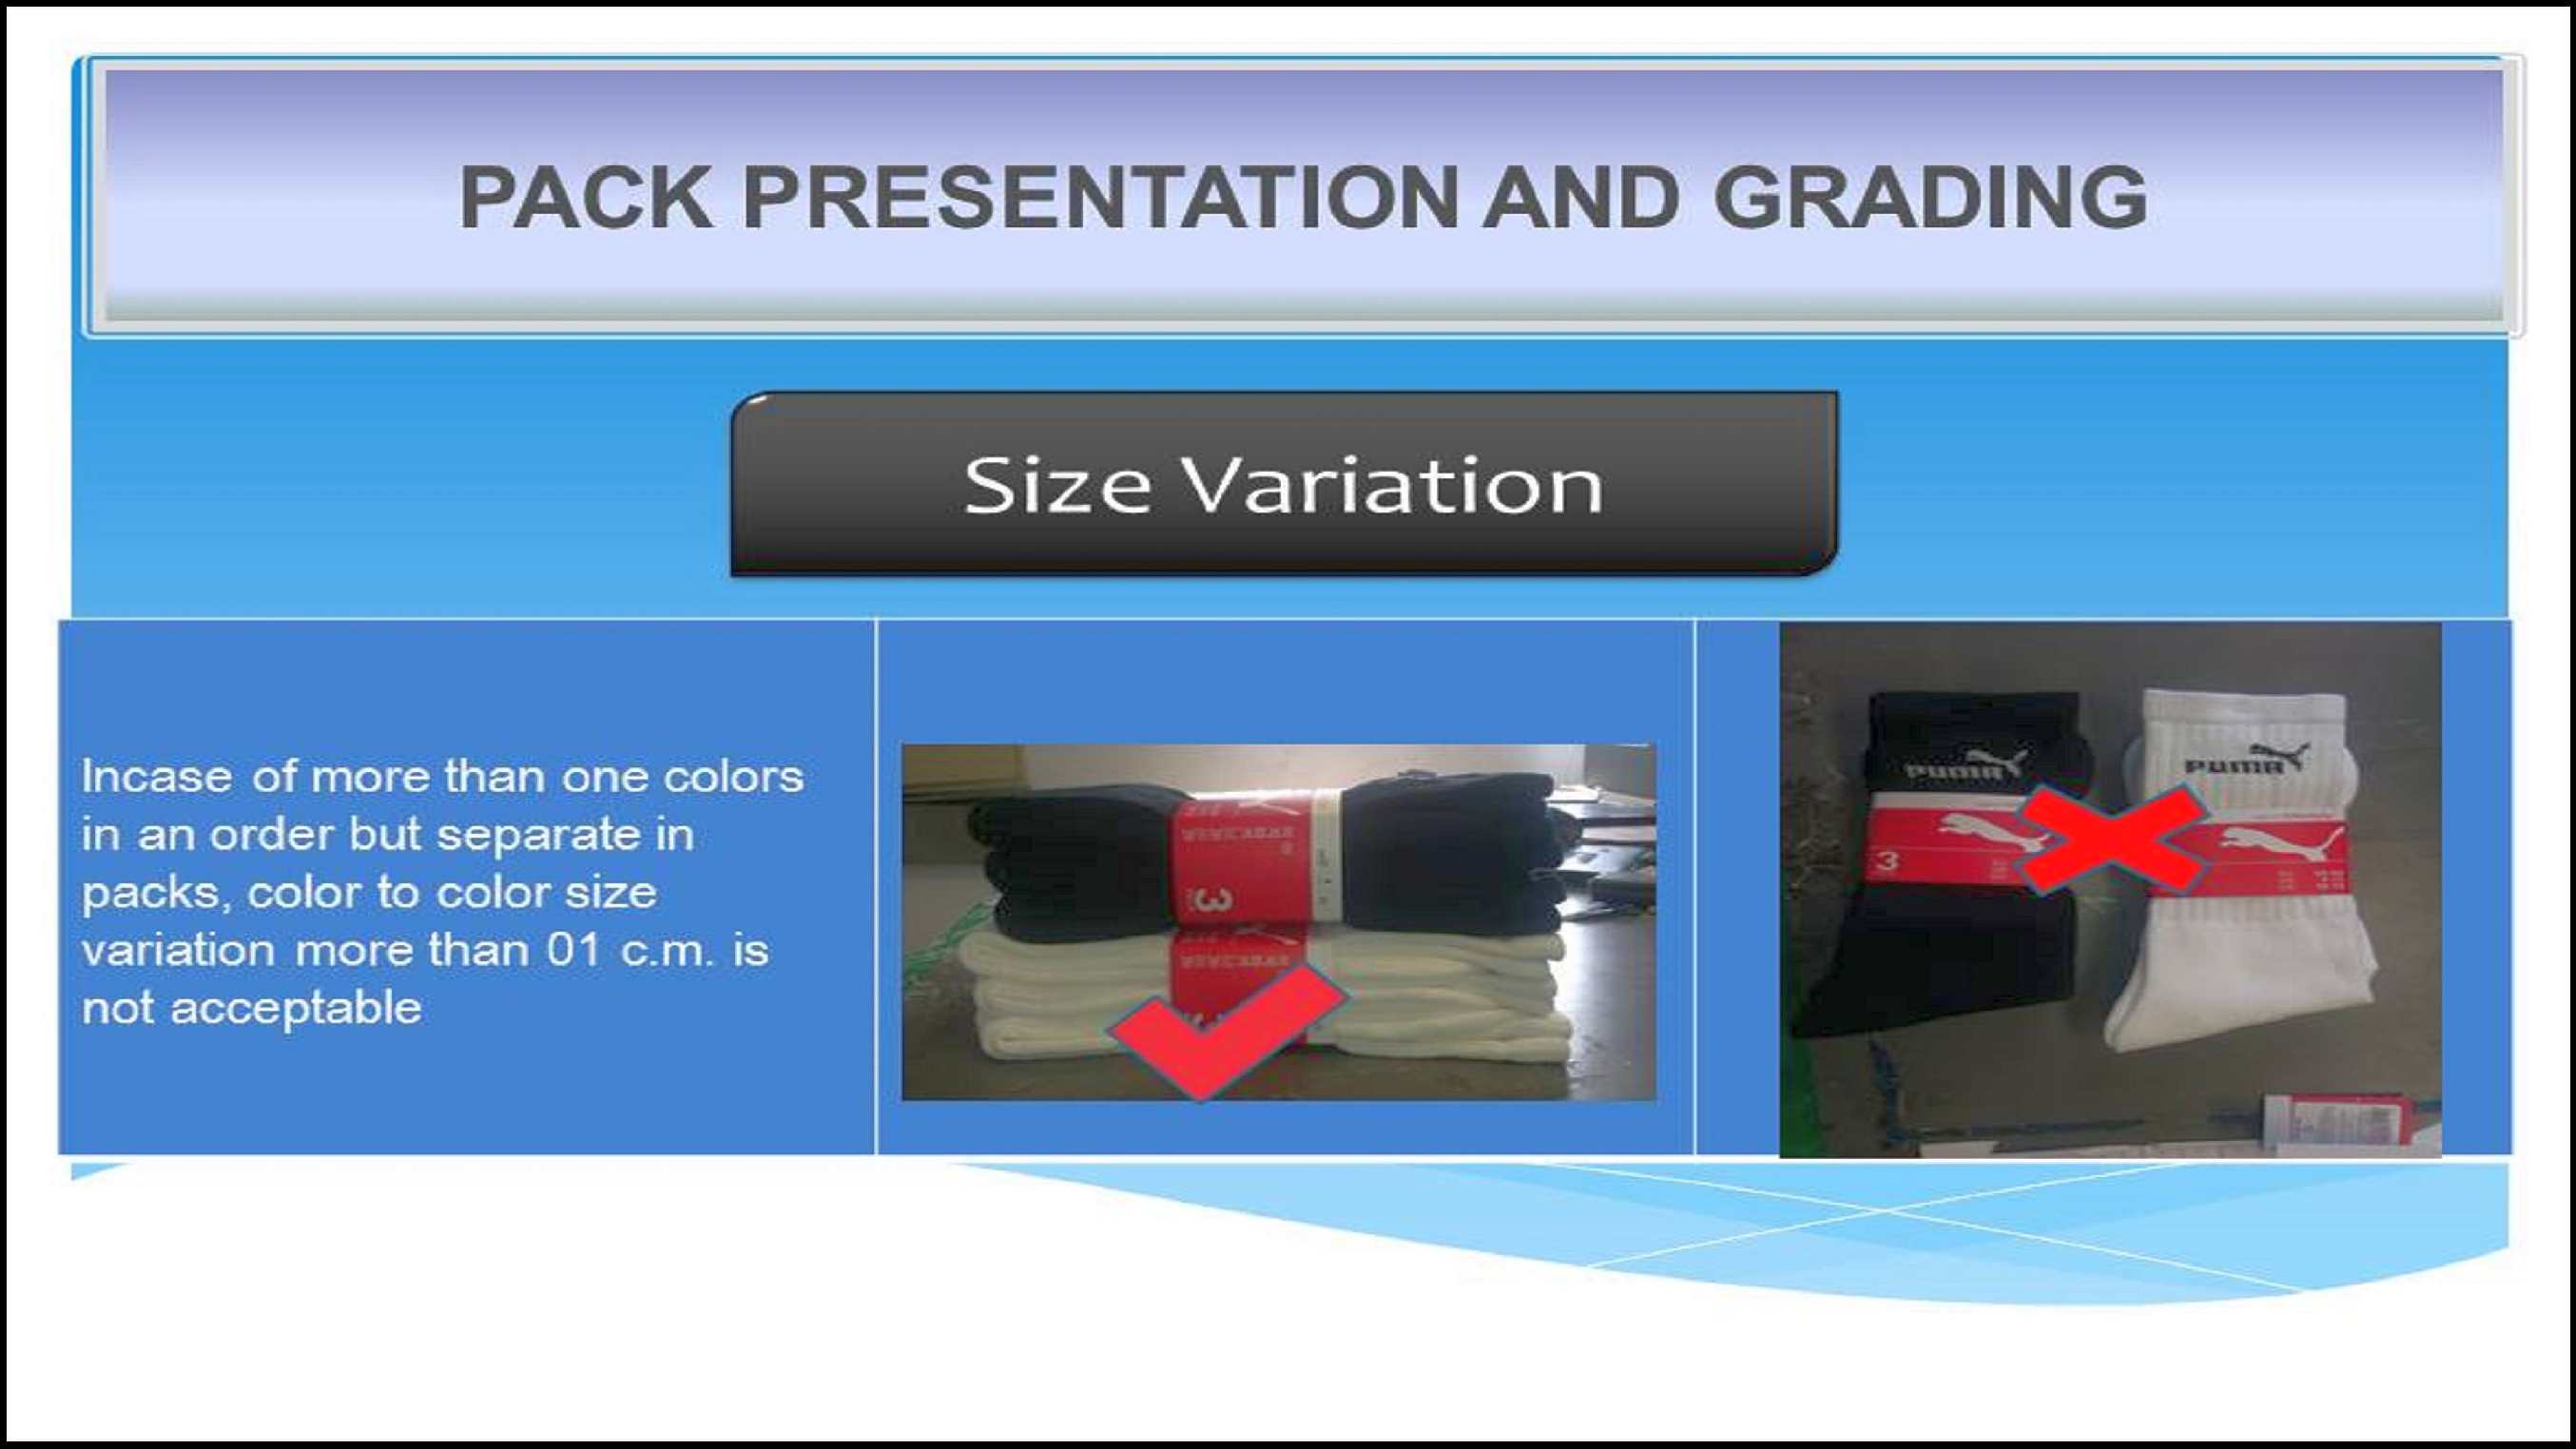 PACK PRESENTATION AND GRADING
Size Variation
Incase of more than one colors
in an order but separate in
packs, color to color size
variation more than 01 c.m. is
not acceptable
3
PUMA
PUMA
3